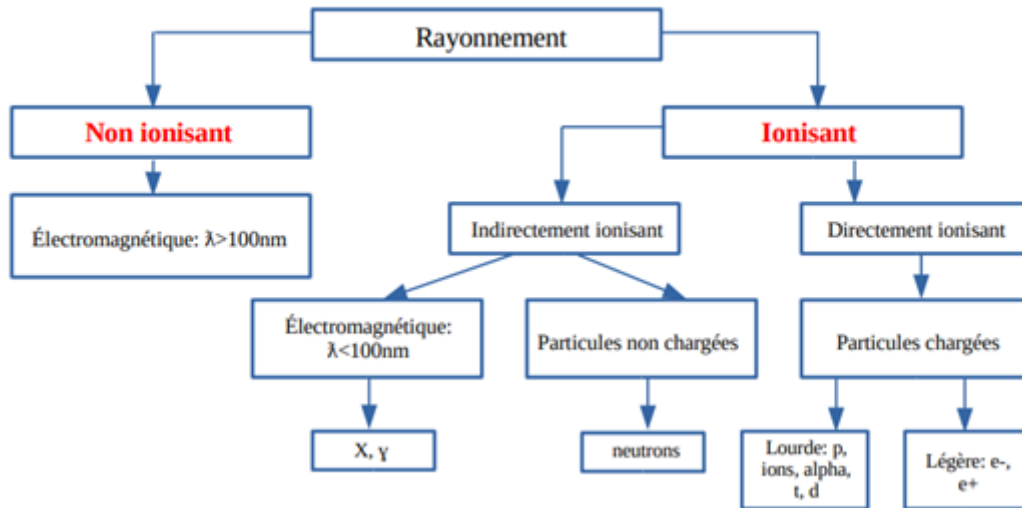 Rayonnement
Non ionisant
Ionisant
Électromagnétique: ƛ>100nm
Indirectement ionisant
Directement ionisant
Électromagnétique:
ƛ<100nm
Particules non chargées
Particules chargées
X, ɣ
neutrons
Lourde: p,
ions, alpha,
t, d
Légère: e-,
e+